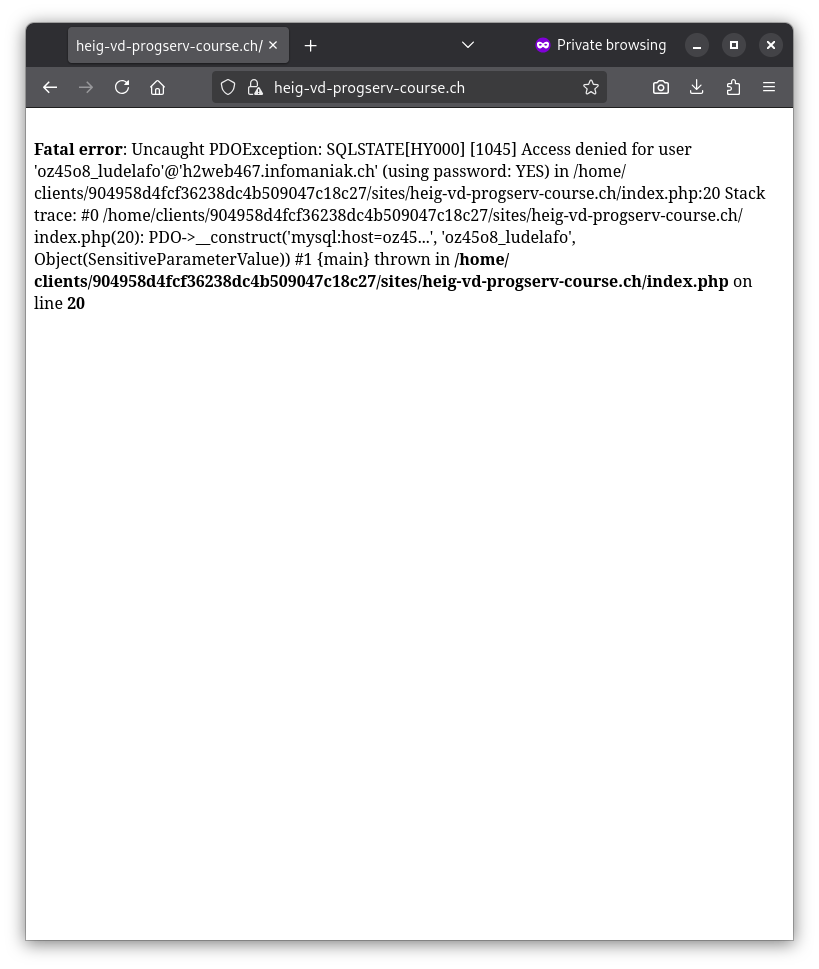 heig-vd-progserv-course.ch/
Private browsing
heig-vd-progserv-course.ch
Fatal error: Uncaught PDOException: SQLSTATE[HY000] [1045] Access denied for user
'oz45o8_ludelafo'@'h2web467.infomaniak.ch' (using password: YES) in /home/
clients/904958d4fcf36238dc4b509047c18c27/sites/heig-vd-progserv-course.ch/index.php:20 Stack
trace: #0 /home/clients/904958d4fcf36238dc4b509047c18c27/sites/heig-vd-progserv-course.ch/
index.php(20): PDO->__construct('mysql:host=oz45...', 'oz45o8_ludelafo',
Object(SensitiveParameterValue)) #1 {main} thrown in /home/
clients/904958d4fcf36238dc4b509047c18c27/sites/heig-vd-progserv-course.ch/index.php on
line 20